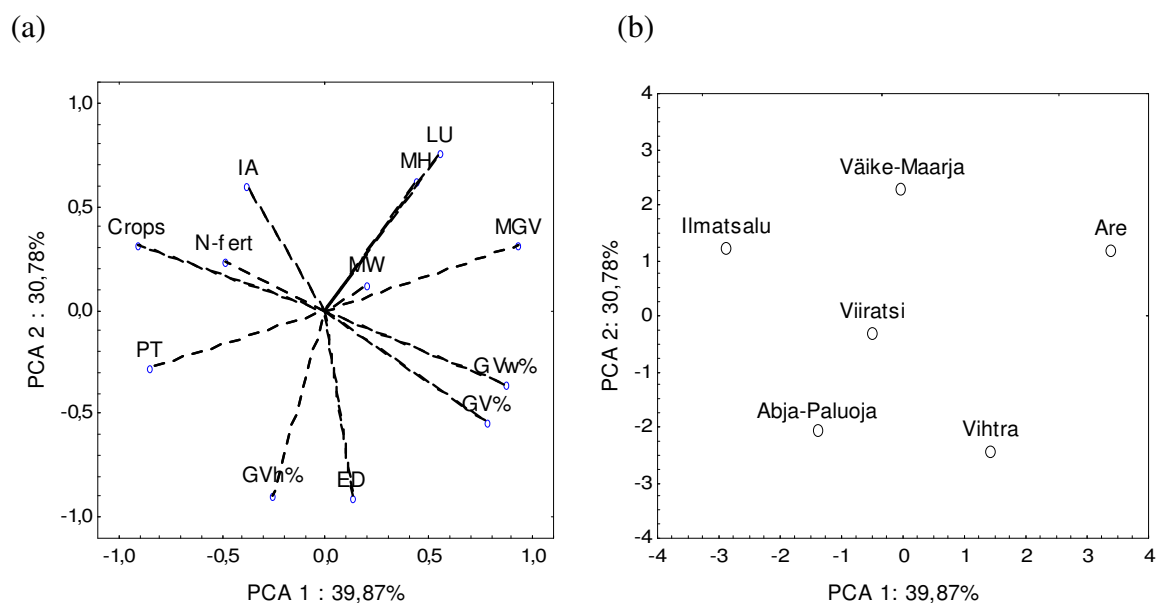 (a)
(b)
1,0
0,5
0,0
-0,5
-1,0
PCA 2 : 30,78%
LU
MH
IA
Crops
MGV
N-fert
MW
PT
GVw%
GV%
GVh%
ED
-1,0 -0,5 0,0 0,5 1,0
PCA 1 : 39,87%
4
3
2
1
0
-1
-2
-3
-4
PCA 2: 30,78%
Väike-Maarja
Ilmatsalu
Are
Viiratsi
Abja-Paluoja
Vihtra
-4 -3 -2 -1 0 1 2 3 4
PCA 1: 39,87%